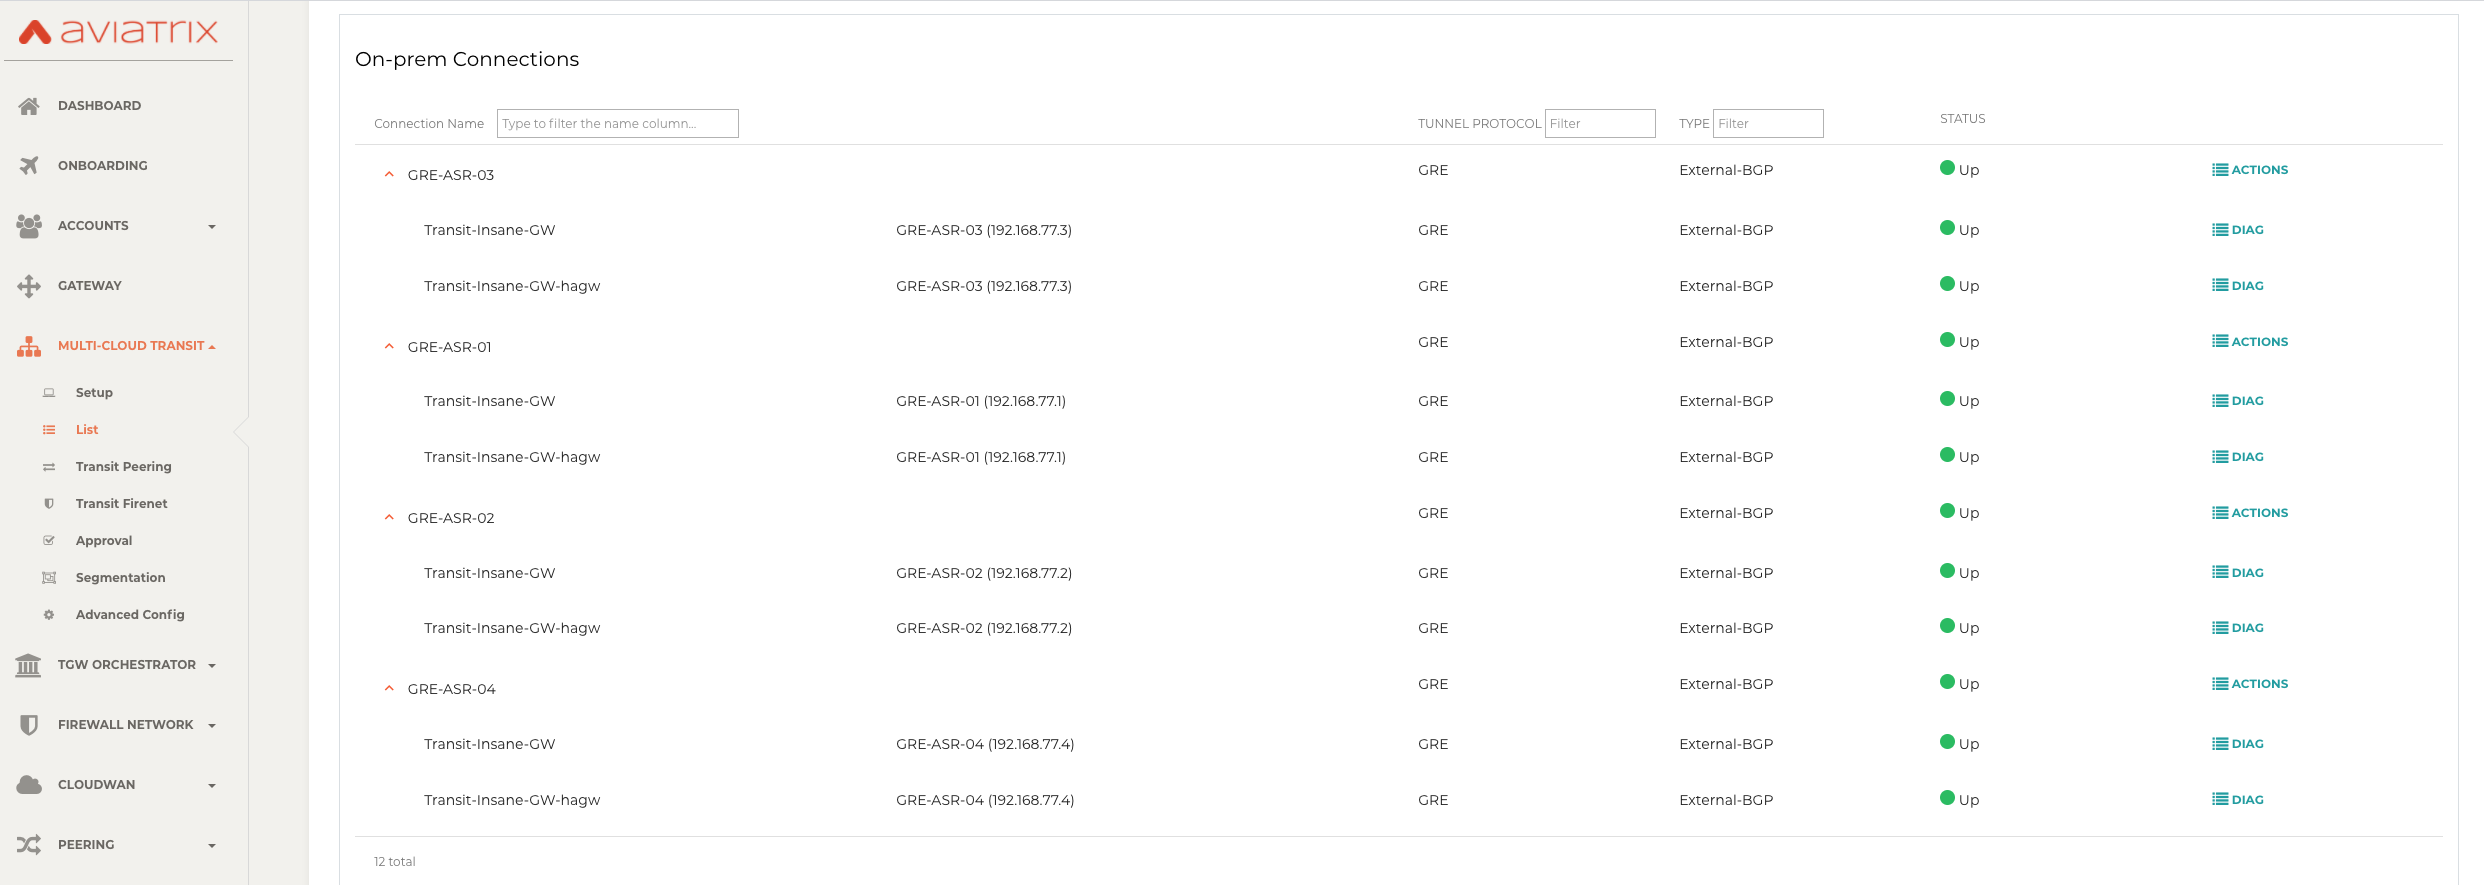 aviatrix
DASHBOARD
ONBOARDING
ACCOUNTS
GATEWAY
MULTI-CLOUD TRANSIT
Setup
List
Transit Peering
Transit Firenet
Approval
Segmentation
Advanced Config
TGW ORCHESTRATOR
FIREWALL NETWORK
CLOUDWAN
PEERING
On-prem Connections
Connection Name Type to filter the name column... TUNNEL PROTOCOL Filter TYPE Filter STATUS
GRE-ASR-03 GRE External-BGP Up ACTIONS
Transit-Insane-GW GRE-ASR-03 (192.168.77.3) GRE External-BGP Up DIAG
Transit-Insane-GW-hagw GRE-ASR-03 (192.168.77.3) GRE External-BGP Up DIAG
GRE-ASR-01 GRE External-BGP Up ACTIONS
Transit-Insane-GW GRE-ASR-01 (192.168.77.1) GRE External-BGP Up DIAG
Transit-Insane-GW-hagw GRE-ASR-01 (192.168.77.1) GRE External-BGP Up DIAG
GRE-ASR-02 GRE External-BGP Up ACTIONS
Transit-Insane-GW GRE-ASR-02 (192.168.77.2) GRE External-BGP Up DIAG
Transit-Insane-GW-hagw GRE-ASR-02 (192.168.77.2) GRE External-BGP Up DIAG
GRE-ASR-04 GRE External-BGP Up ACTIONS
Transit-Insane-GW GRE-ASR-04 (192.168.77.4) GRE External-BGP Up DIAG
Transit-Insane-GW-hagw GRE-ASR-04 (192.168.77.4) GRE External-BGP Up DIAG
12 total